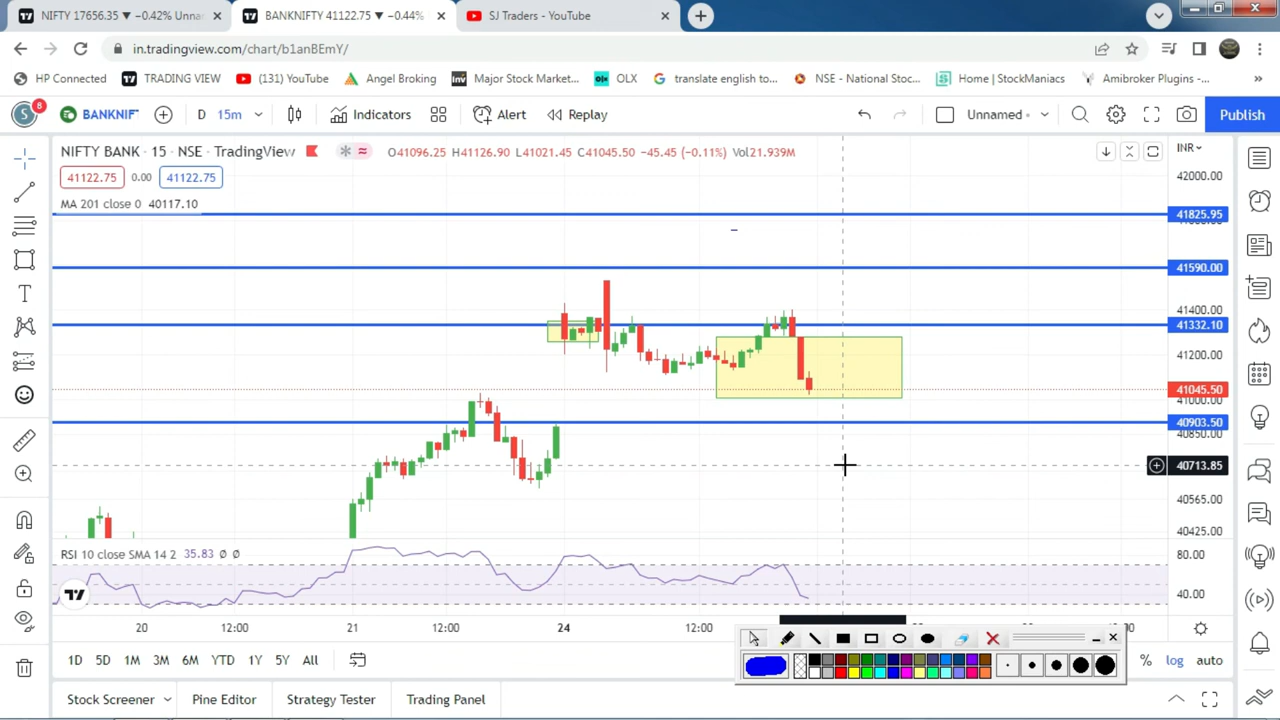 NIFTY 17656.35 ▼ −0.42% Unna
BANKNIFTY 41122.75 ▼ −0.44%
SJ Traders - YouTube
in.tradingview.com/chart/b1anBEmY/
HP Connected
TRADING VIEW
(131) YouTube
Angel Broking
Major Stock Market...
OLX
translate english to...
NSE - National Stoc...
Home | StockManiacs
Amibroker Plugins -...
S
8
BANKNIF
D
15m
Indicators
Alert
Replay
Unnamed
Publish
NIFTY BANK · 15 · NSE · TradingView
O41096.25 H41126.90 L41021.45 C41045.50 −45.45 (−0.11%) Vol21.939M
INR
41122.75 0.00 41122.75
MA 201 close 0 40117.10
42000.00
41825.95
41590.00
41400.00
41332.10
41200.00
41045.50
41000.00
40903.50
40850.00
40713.85
40565.00
40425.00
RSI 10 close SMA 14 2 35.83 Ø Ø
80.00
40.00
20
12:00
21
12:00
24
12:00
5D
1M
3M
TD
All
%
log
auto
Stock Screener
Pine Editor
Strategy Tester
Trading Panel